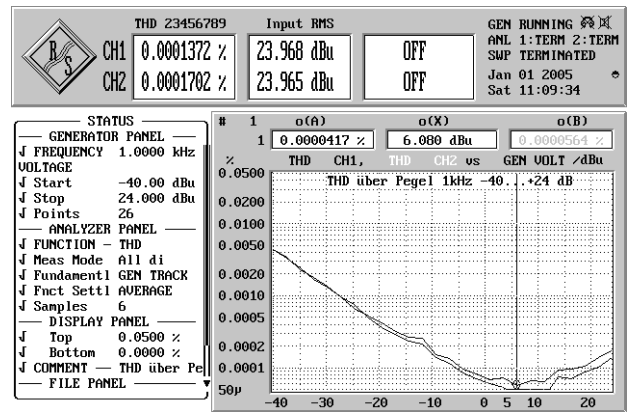 THD 23456789 Input RMS GEN RUNNING
ANL 1:TERM 2:TERM
SWP TERMINATED
Jan 01 2005
Sat 11:09:34
R S
CH1 0.0001372 % 23.968 dBu OFF
CH2 0.0001702 % 23.965 dBu OFF
STATUS
GENERATOR PANEL
FREQUENCY 1.0000 kHz
VOLTAGE
Start -40.00 dBu
Stop 24.000 dBu
Points 26
ANALYZER PANEL
FUNCTION - THD
Meas Mode All di
Fundamentl GEN TRACK
Fnct Settl AVERAGE
Samples 6
DISPLAY PANEL
Top 0.0500 %
Bottom 0.0000 %
COMMENT - THD über Pe
FILE PANEL
# 1 o(A) o(X) o(B)
1 0.0000417 % 6.080 dBu 0.0000564 %
% THD CH1, THD CH2 vs GEN VOLT /dBu
THD über Pegel 1kHz -40...+24 dB
0.0500
0.0200
0.0100
0.0050
0.0020
0.0010
0.0005
0.0002
0.0001
50µ
-40 -30 -20 -10 0 5 10 20